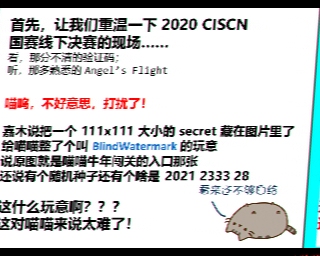 首先，让我们重温一下 2020 CISCN
国赛线下决赛的现场......
看，那分不清的验证码；
听，那多熟悉的 Angel's Flight
喵呜，不好意思，打扰了！
嘉木说把一个 111x111 大小的 secret 藏在图片里了
给喵喵整了个叫 BlindWatermark 的玩意
说原图就是喵喵牛年闯关的入口那张
还说有个随机种子还有个啥是 2021 2333 28
这什么玩意啊？？？
这对喵喵来说太难了！
看来还不够自练